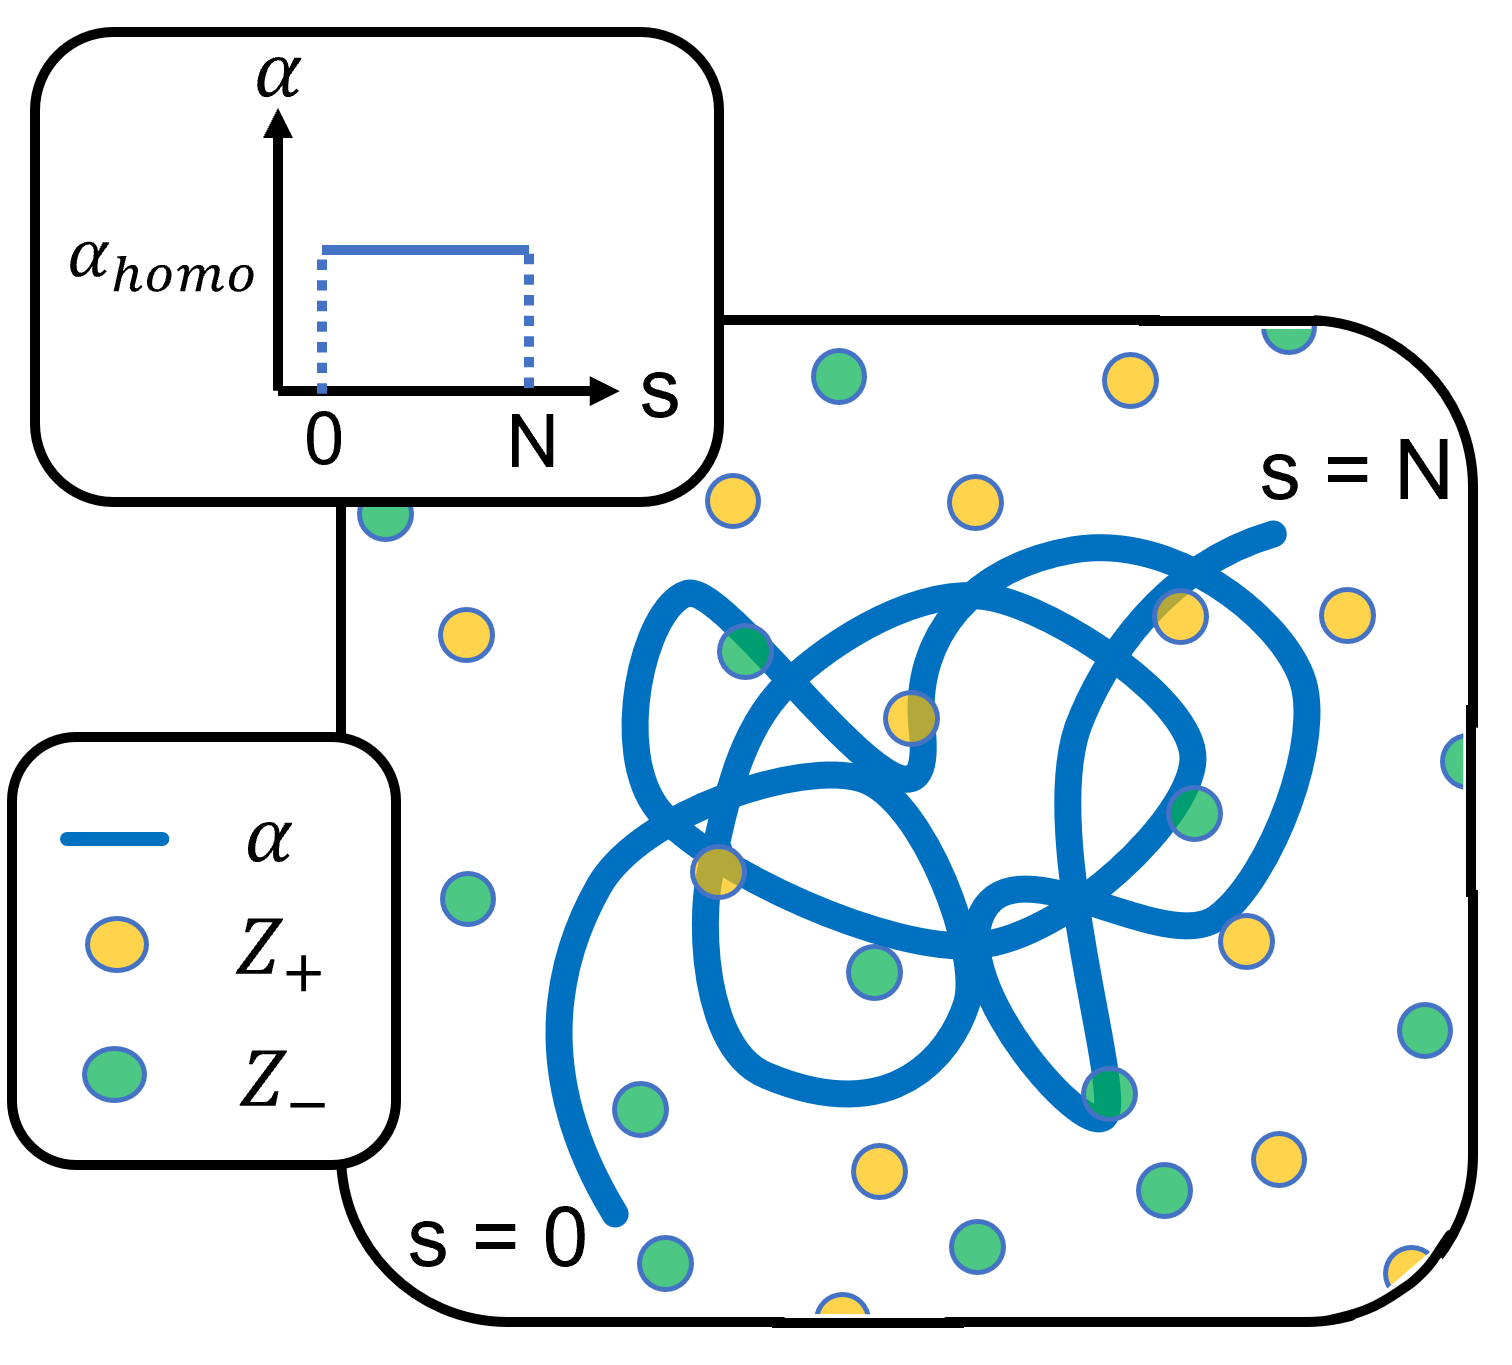 α
α_homo
s
0 N
s = N
α
Z_+
Z_−
s = 0